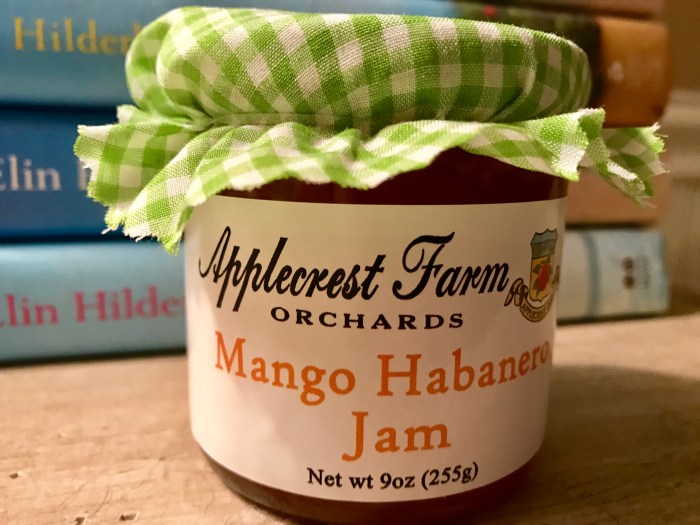 Hilder
Elin
Elin Hilde
Applecrest Farm
ORCHARDS
Mango Habanero
Jam
Net wt 9oz (255g)